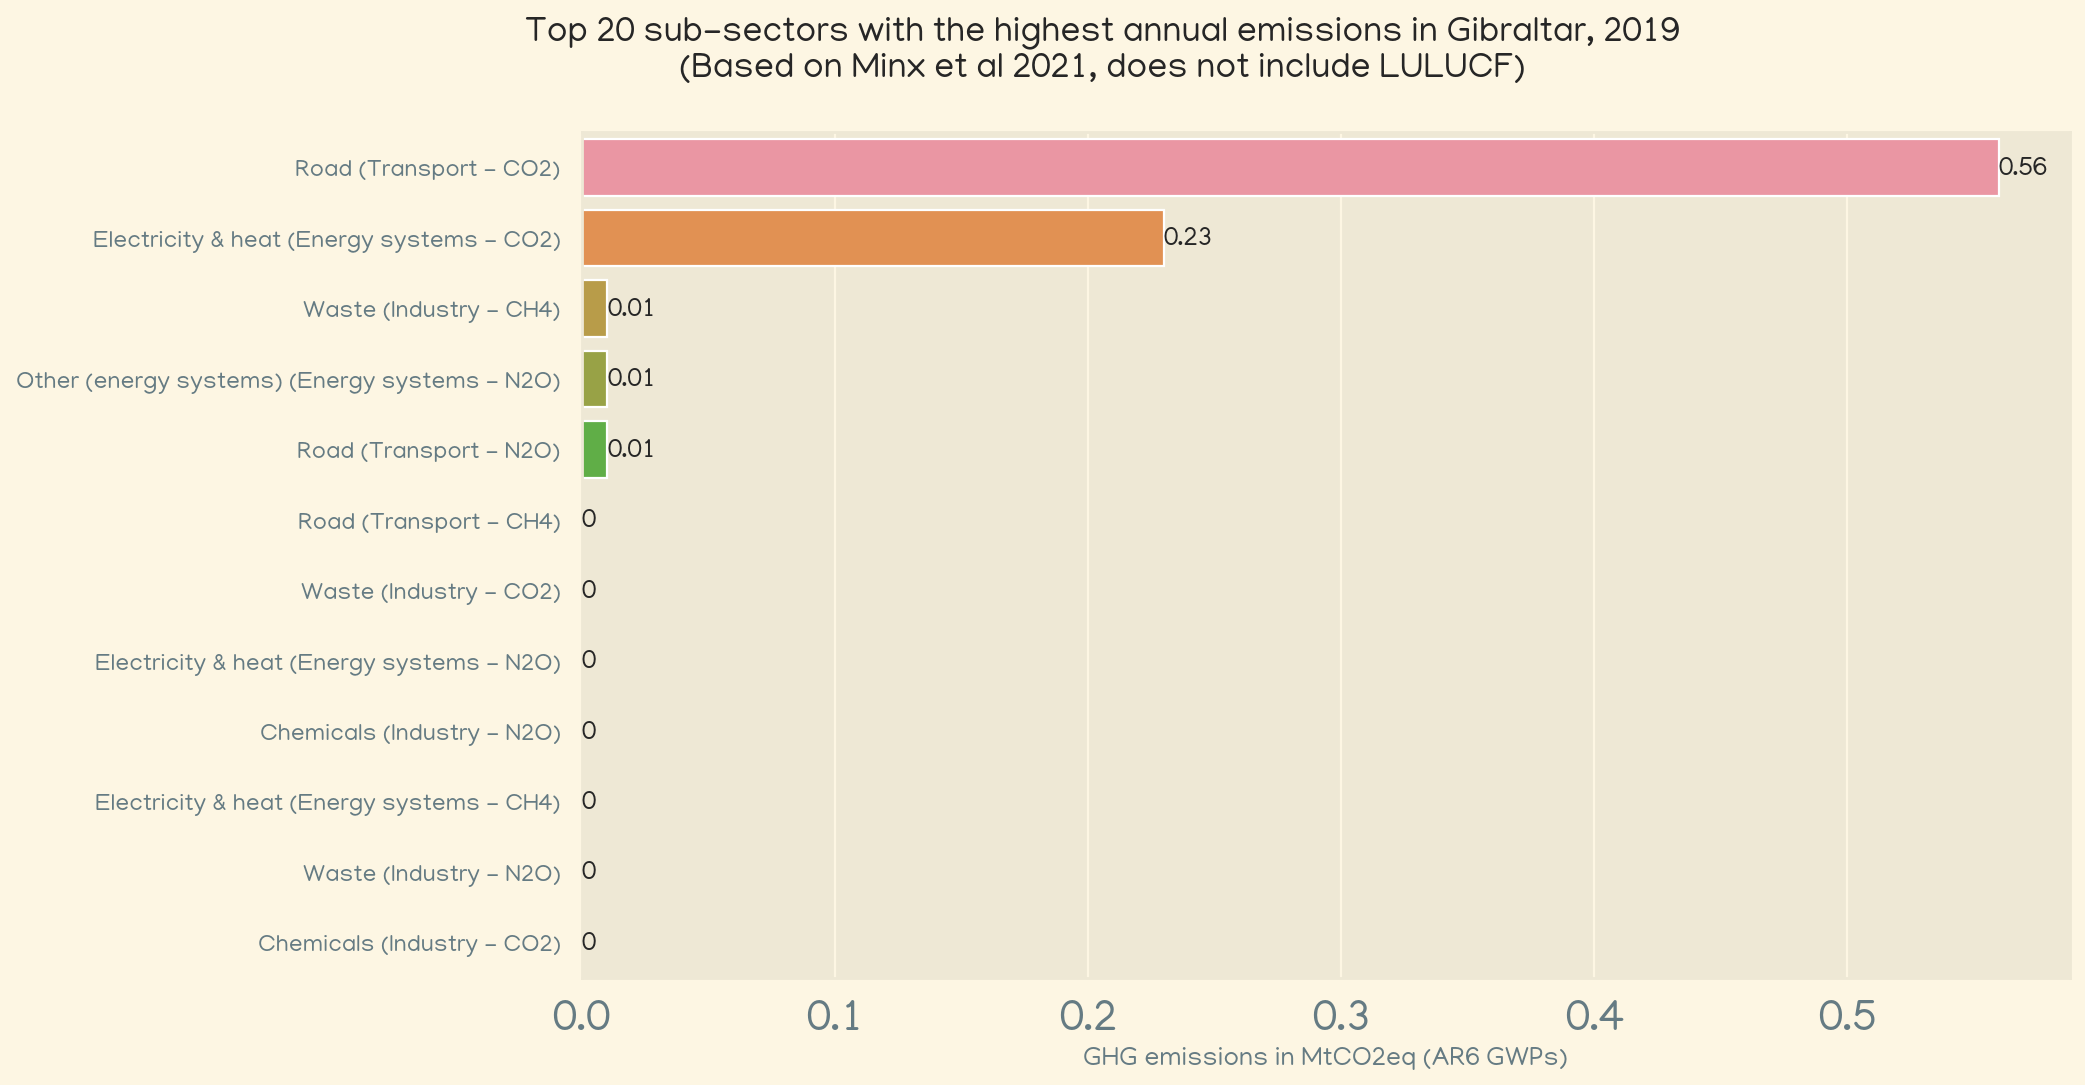 Top 20 sub-sectors with the highest annual emissions in Gibraltar, 2019
(Based on Minx et al 2021, does not include LULUCF)
Road (Transport - CO2) 0.56
Electricity & heat (Energy systems - CO2) 0.23
Waste (Industry - CH4) 0.01
Other (energy systems) (Energy systems - N2O) 0.01
Road (Transport - N2O) 0.01
Road (Transport - CH4) 0
Waste (Industry - CO2) 0
Electricity & heat (Energy systems - N2O) 0
Chemicals (Industry - N2O) 0
Electricity & heat (Energy systems - CH4) 0
Waste (Industry - N2O) 0
Chemicals (Industry - CO2) 0
0.0 0.1 0.2 0.3 0.4 0.5
GHG emissions in MtCO2eq (AR6 GWPs)